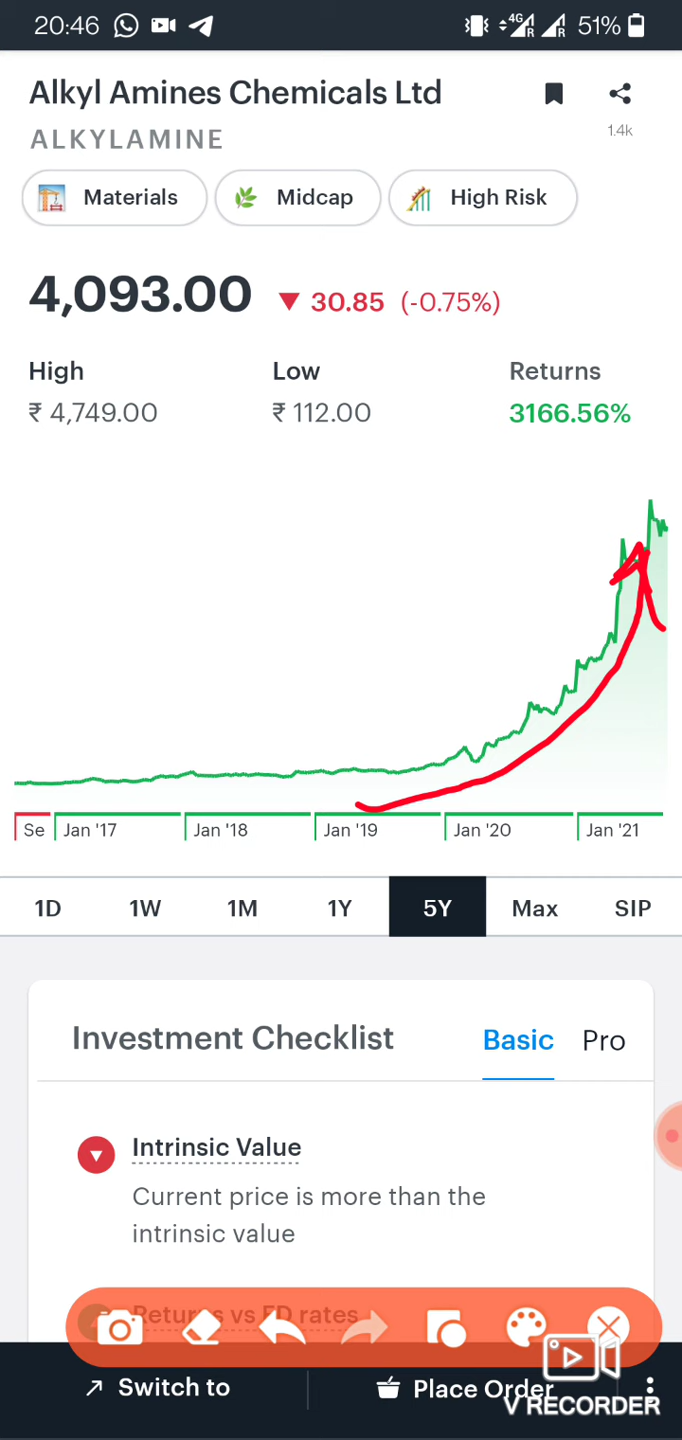 20:46 4G R R 51%
Alkyl Amines Chemicals Ltd
ALKYLAMINE
1.4k
Materials Midcap High Risk
4,093.00 ▼ 30.85 (-0.75%)
High Low Returns
₹ 4,749.00 ₹ 112.00 3166.56%
Se Jan '17 Jan '18 Jan '19 Jan '20 Jan '21
1D 1W 1M 1Y 5Y Max SIP
Investment Checklist Basic Pro
Intrinsic Value
Current price is more than the
intrinsic value
Returns vs FD rates
Switch to Place Order
V RECORDER